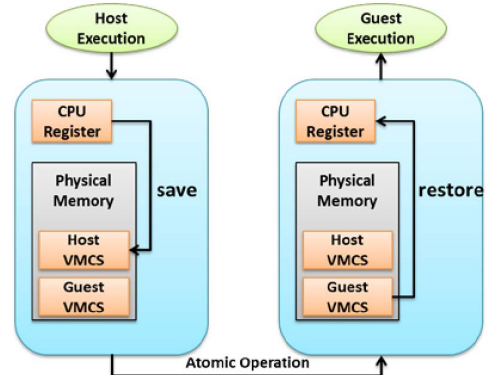 Host
Execution
CPU
Register
Physical
Memory
save
Host
VMCS
Guest
VMCS
Guest
Execution
CPU
Register
Physical
Memory
restore
Host
VMCS
Guest
VMCS
Atomic Operation